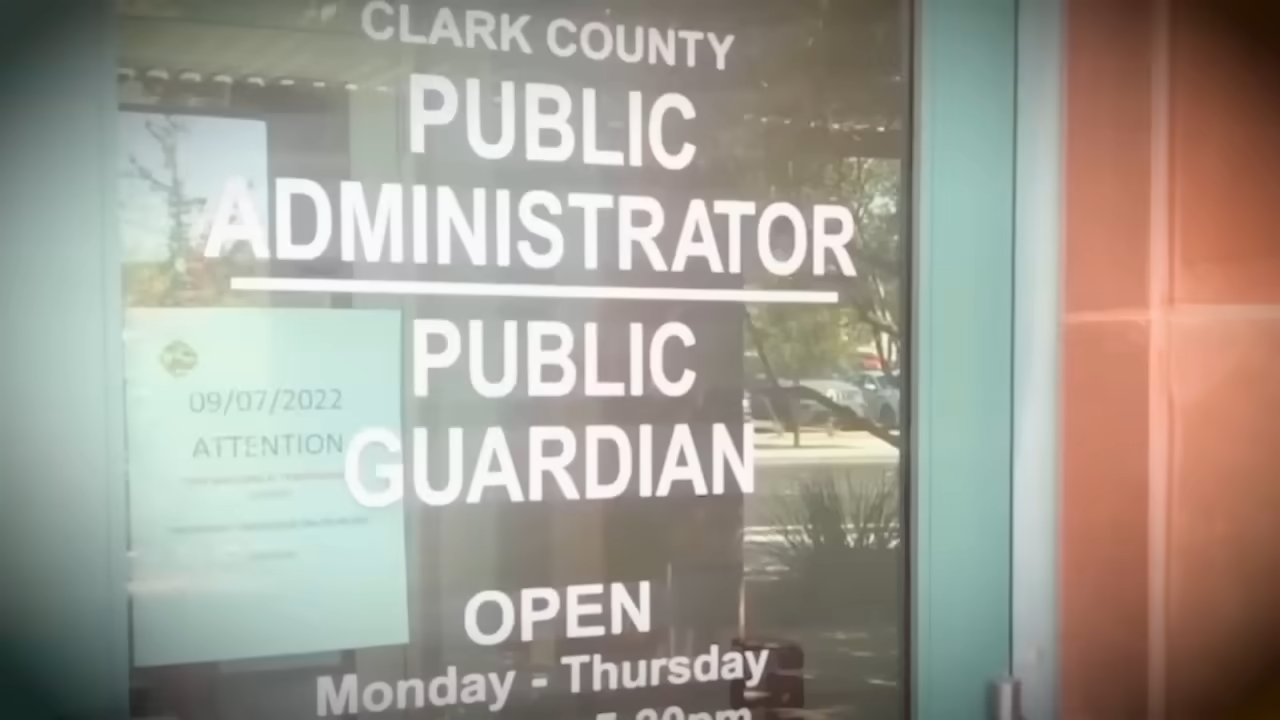 CLARK COUNTY
PUBLIC
ADMINISTRATOR
PUBLIC
GUARDIAN
OPEN
Monday - Thursday
09/07/2022
ATTENTION